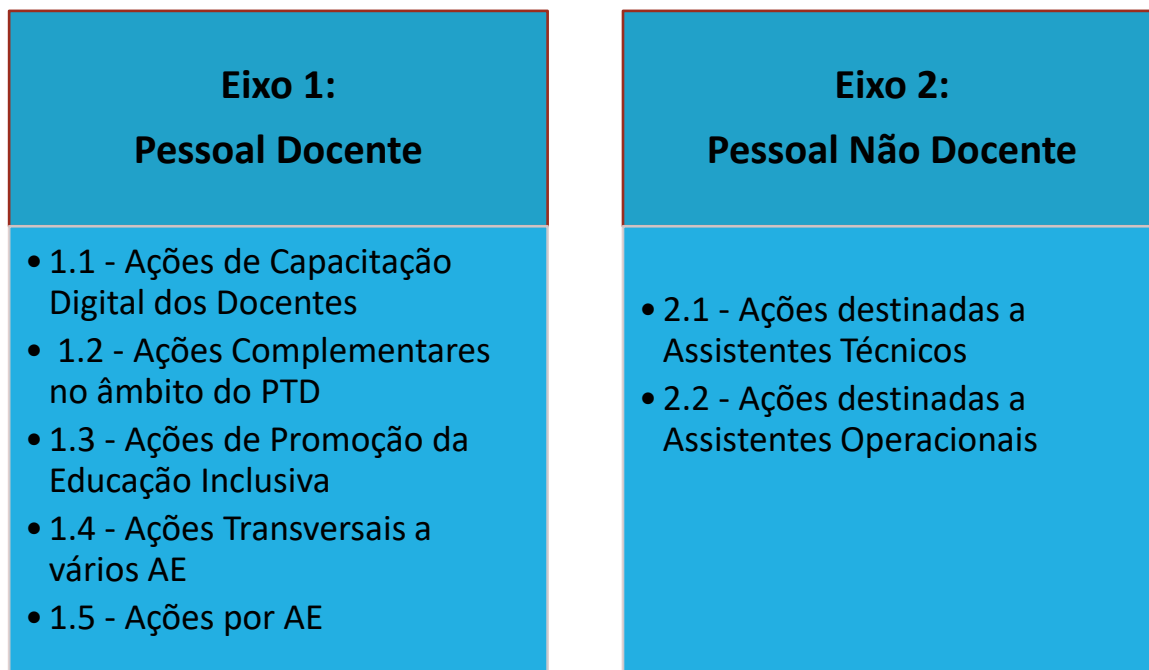 Eixo 1:
Pessoal Docente
• 1.1 - Ações de Capacitação
Digital dos Docentes
• 1.2 - Ações Complementares
no âmbito do PTD
• 1.3 - Ações de Promoção da
Educação Inclusiva
• 1.4 - Ações Transversais a
vários AE
• 1.5 - Ações por AE
Eixo 2:
Pessoal Não Docente
• 2.1 - Ações destinadas a
Assistentes Técnicos
• 2.2 - Ações destinadas a
Assistentes Operacionais